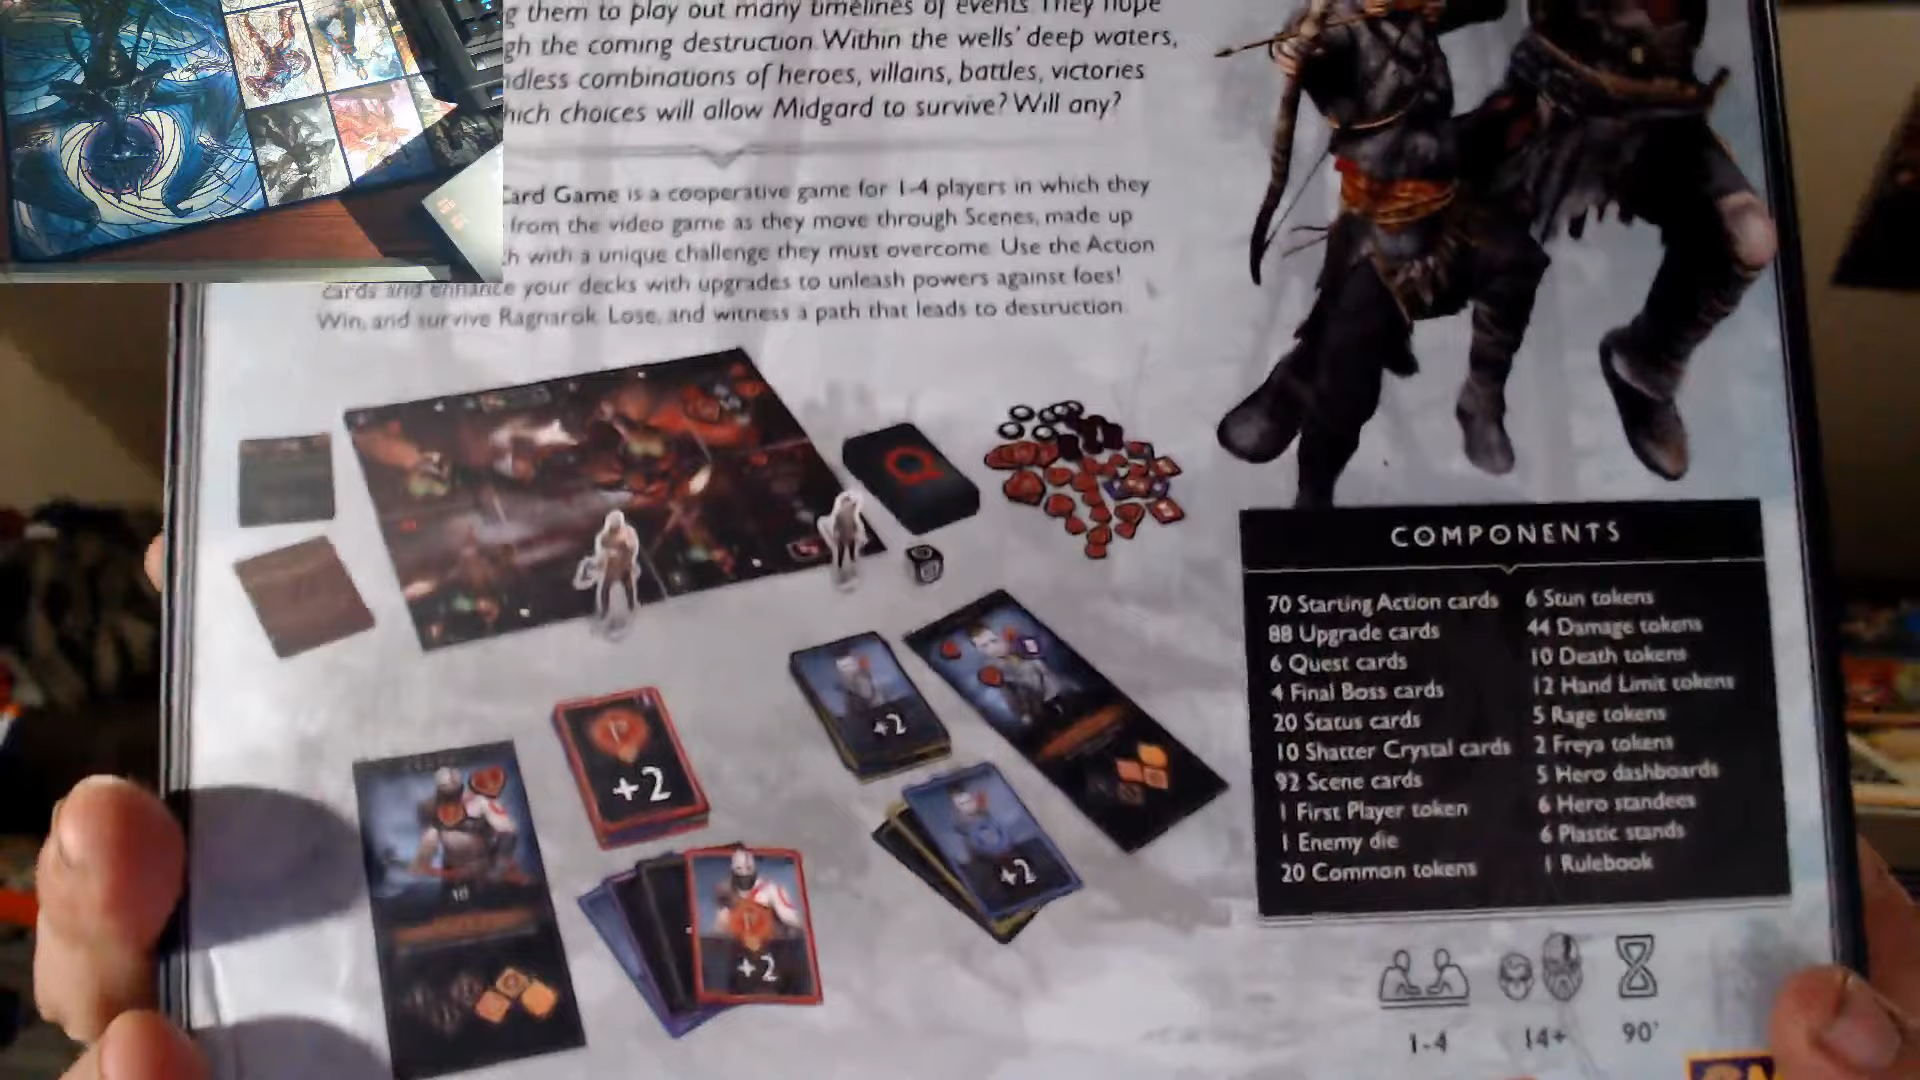 g them to play out many timelines of events They hope
gh the coming destruction Within the wells' deep waters,
dless combinations of heroes, villains, battles, victories
hich choices will allow Midgard to survive? Will any?
Card Game is a cooperative game for 1-4 players in which they
from the video game as they move through Scenes, made up
h with a unique challenge they must overcome Use the Action
cards and enhance your decks with upgrades to unleash powers against foes!
Win, and survive Ragnarok Lose, and witness a path that leads to destruction
+2
+2
+2
+2
10
COMPONENTS
70 Starting Action cards
88 Upgrade cards
6 Quest cards
4 Final Boss cards
20 Status cards
10 Shatter Crystal cards
92 Scene cards
1 First Player token
1 Enemy die
20 Common tokens
6 Stun tokens
44 Damage tokens
10 Death tokens
12 Hand Limit tokens
5 Rage tokens
2 Freya tokens
5 Hero dashboards
6 Hero standees
6 Plastic stands
1 Rulebook
1-4
14+
90'